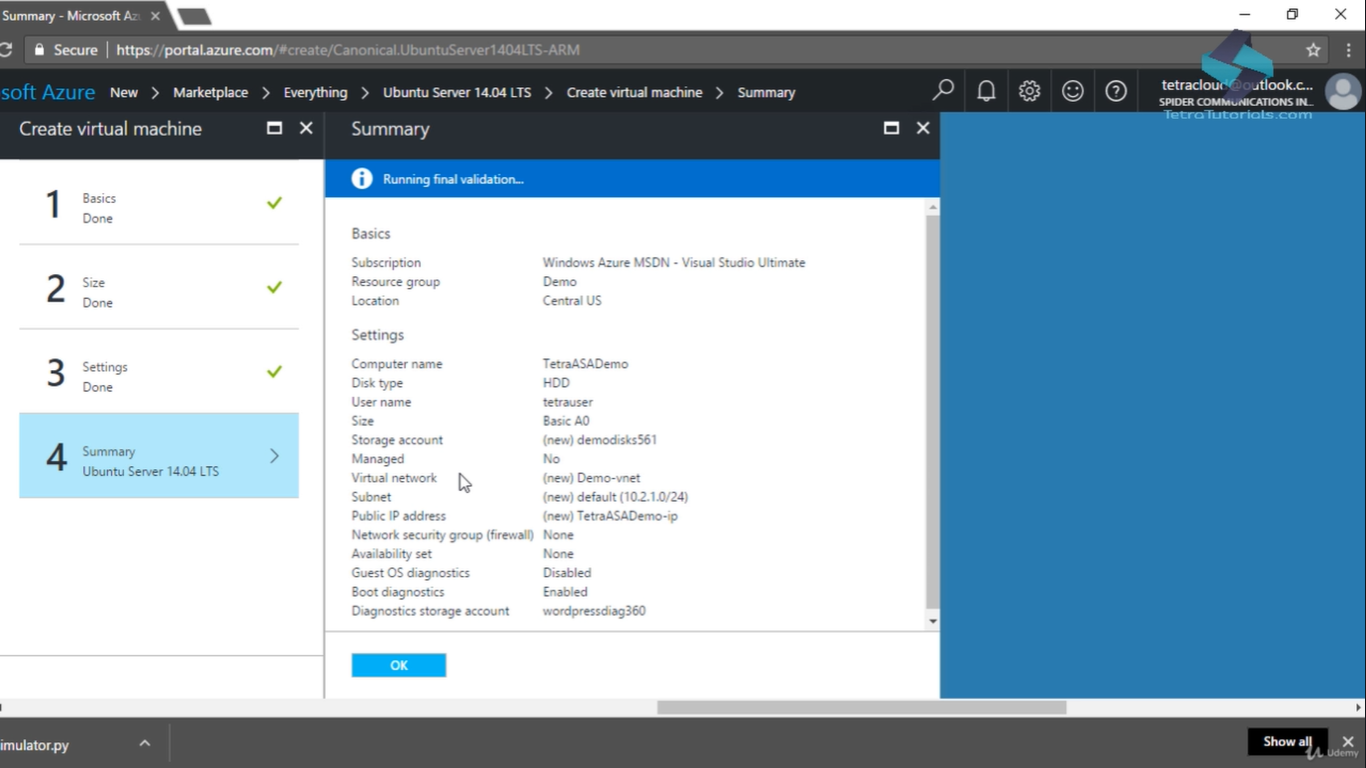 Summary - Microsoft Az
Secure https://portal.azure.com/#create/Canonical.UbuntuServer1404LTS-ARM
soft Azure New > Marketplace > Everything > Ubuntu Server 14.04 LTS > Create virtual machine > Summary
tetracloud@outlook.c...
SPIDER COMMUNICATIONS IN...
TetraTutorials.com
Create virtual machine
Summary
Running final validation...
1 Basics
Done
2 Size
Done
3 Settings
Done
4 Summary
Ubuntu Server 14.04 LTS
Basics
Subscription Windows Azure MSDN - Visual Studio Ultimate
Resource group Demo
Location Central US
Settings
Computer name TetraASADemo
Disk type HDD
User name tetrauser
Size Basic A0
Storage account (new) demodisks561
Managed No
Virtual network (new) Demo-vnet
Subnet (new) default (10.2.1.0/24)
Public IP address (new) TetraASADemo-ip
Network security group (firewall) None
Availability set None
Guest OS diagnostics Disabled
Boot diagnostics Enabled
Diagnostics storage account wordpressdiag360
OK
imulator.py
Show all
Udemy